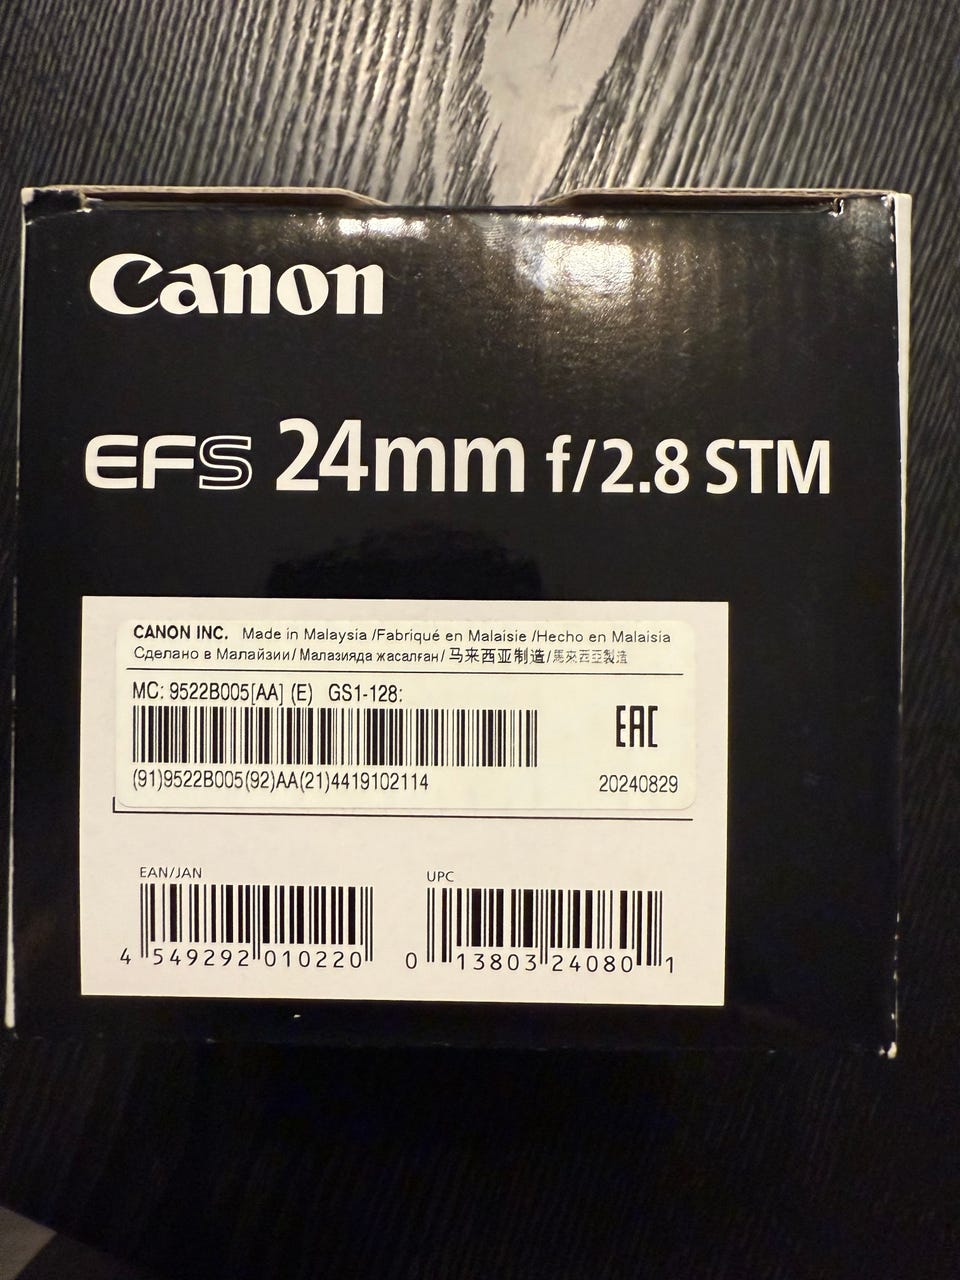 Canon
EFS 24mm f/2.8 STM
CANON INC. Made in Malaysia /Fabriqué en Malaisie /Hecho en Malaisia
Сделано в Малайзии/ Малазияда жасалған/ 马来西亚制造/馬來西亞製造
MC: 9522B005[AA] (E) GS1-128:
EAC
(91)9522B005(92)AA(21)4419102114 20240829
EAN/JAN UPC
4 549292 010220 0 13803 24080 1